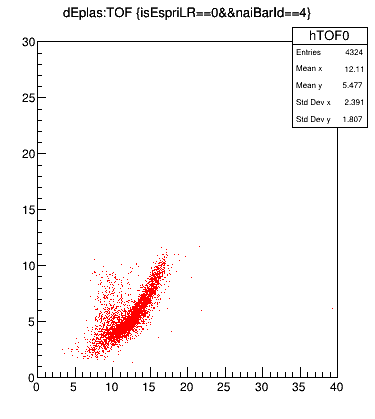 dEplas:TOF {isEspriLR==0&&naiBarId==4}
hTOF0
Entries 4324
Mean x 12.11
Mean y 5.477
Std Dev x 2.391
Std Dev y 1.807
30
25
20
15
10
5
0
0 5 10 15 20 25 30 35 40